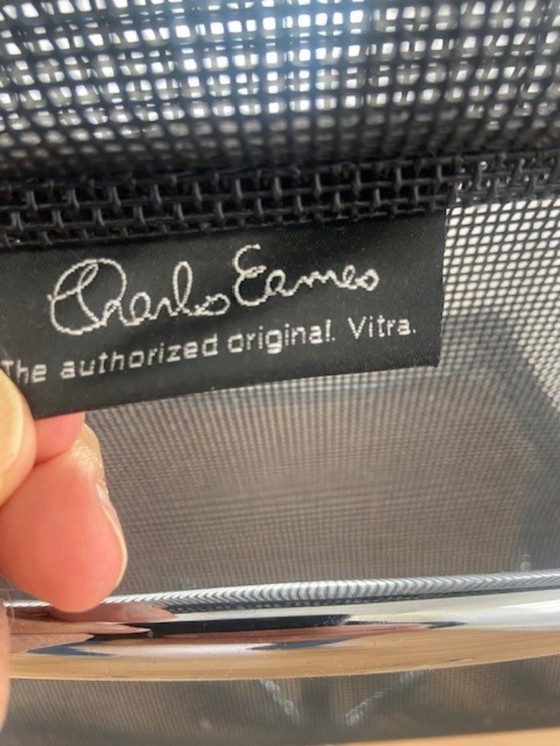 Charles Eames
The authorized original. Vitra.